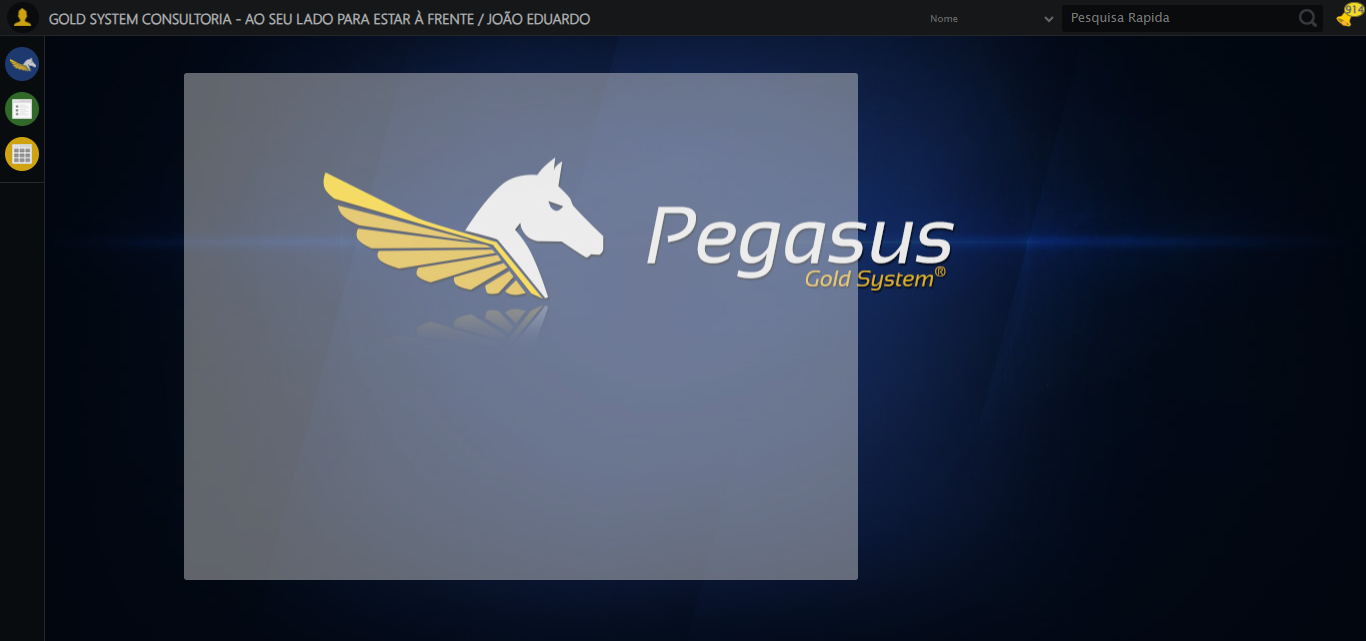 GOLD SYSTEM CONSULTORIA - AO SEU LADO PARA ESTAR À FRENTE / JOÃO EDUARDO
Nome
Pesquisa Rapida
914
Pegasus
Gold System®